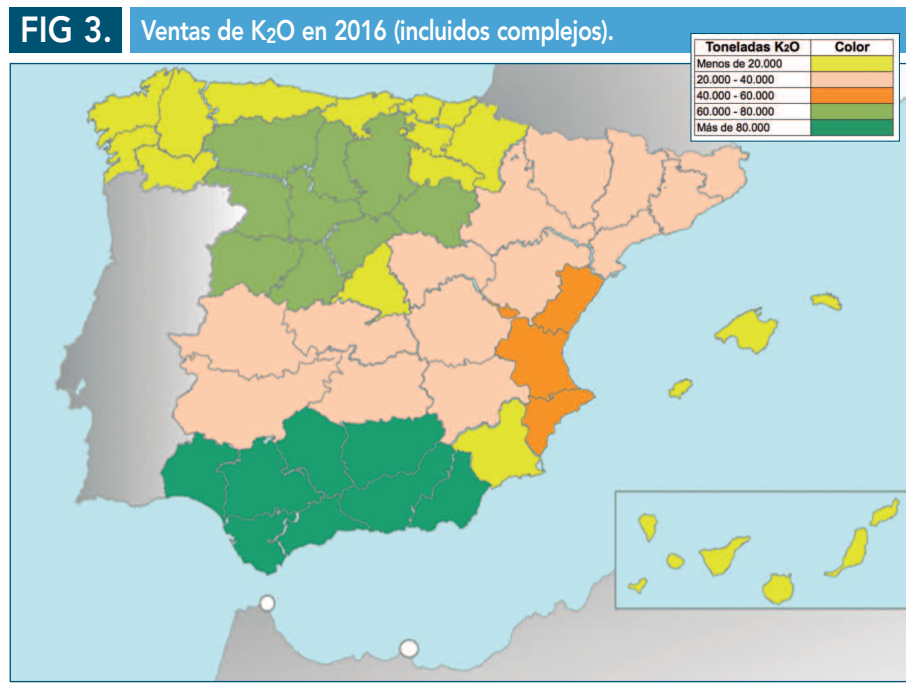 FIG 3.
Ventas de K2O en 2016 (incluidos complejos).
Toneladas K2O Color
Menos de 20.000
20.000 - 40.000
40.000 - 60.000
60.000 - 80.000
Más de 80.000